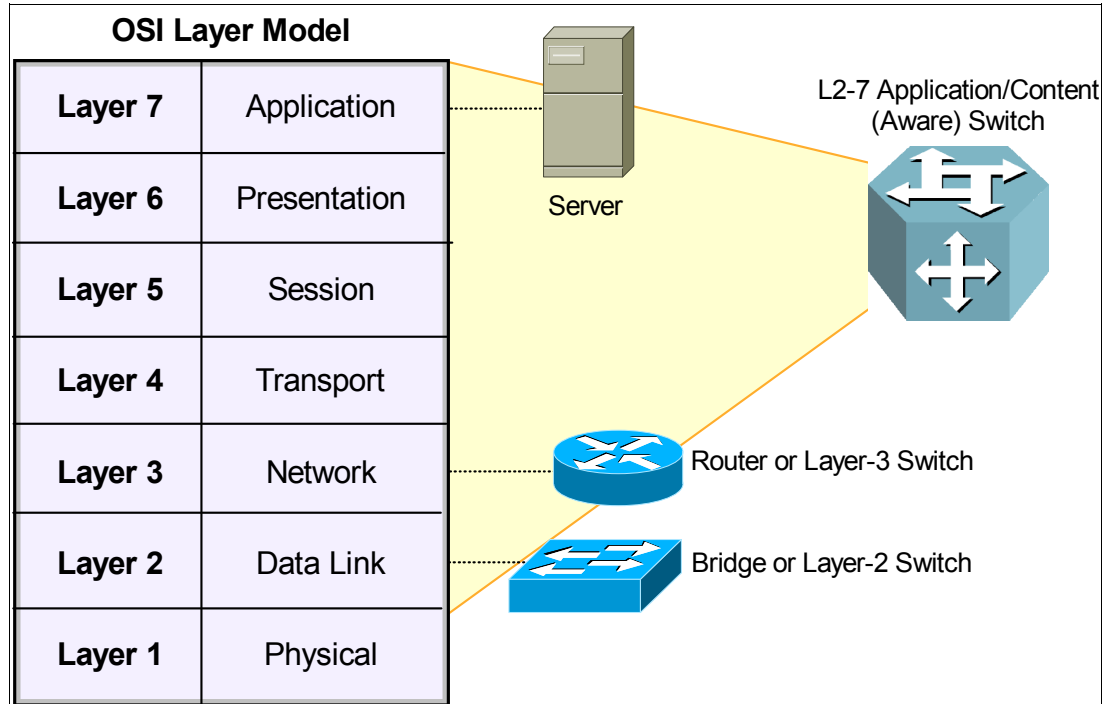 OSI Layer Model
Layer 7 Application
Layer 6 Presentation
Layer 5 Session
Layer 4 Transport
Layer 3 Network
Layer 2 Data Link
Layer 1 Physical
Server
L2-7 Application/Content
(Aware) Switch
Router or Layer-3 Switch
Bridge or Layer-2 Switch